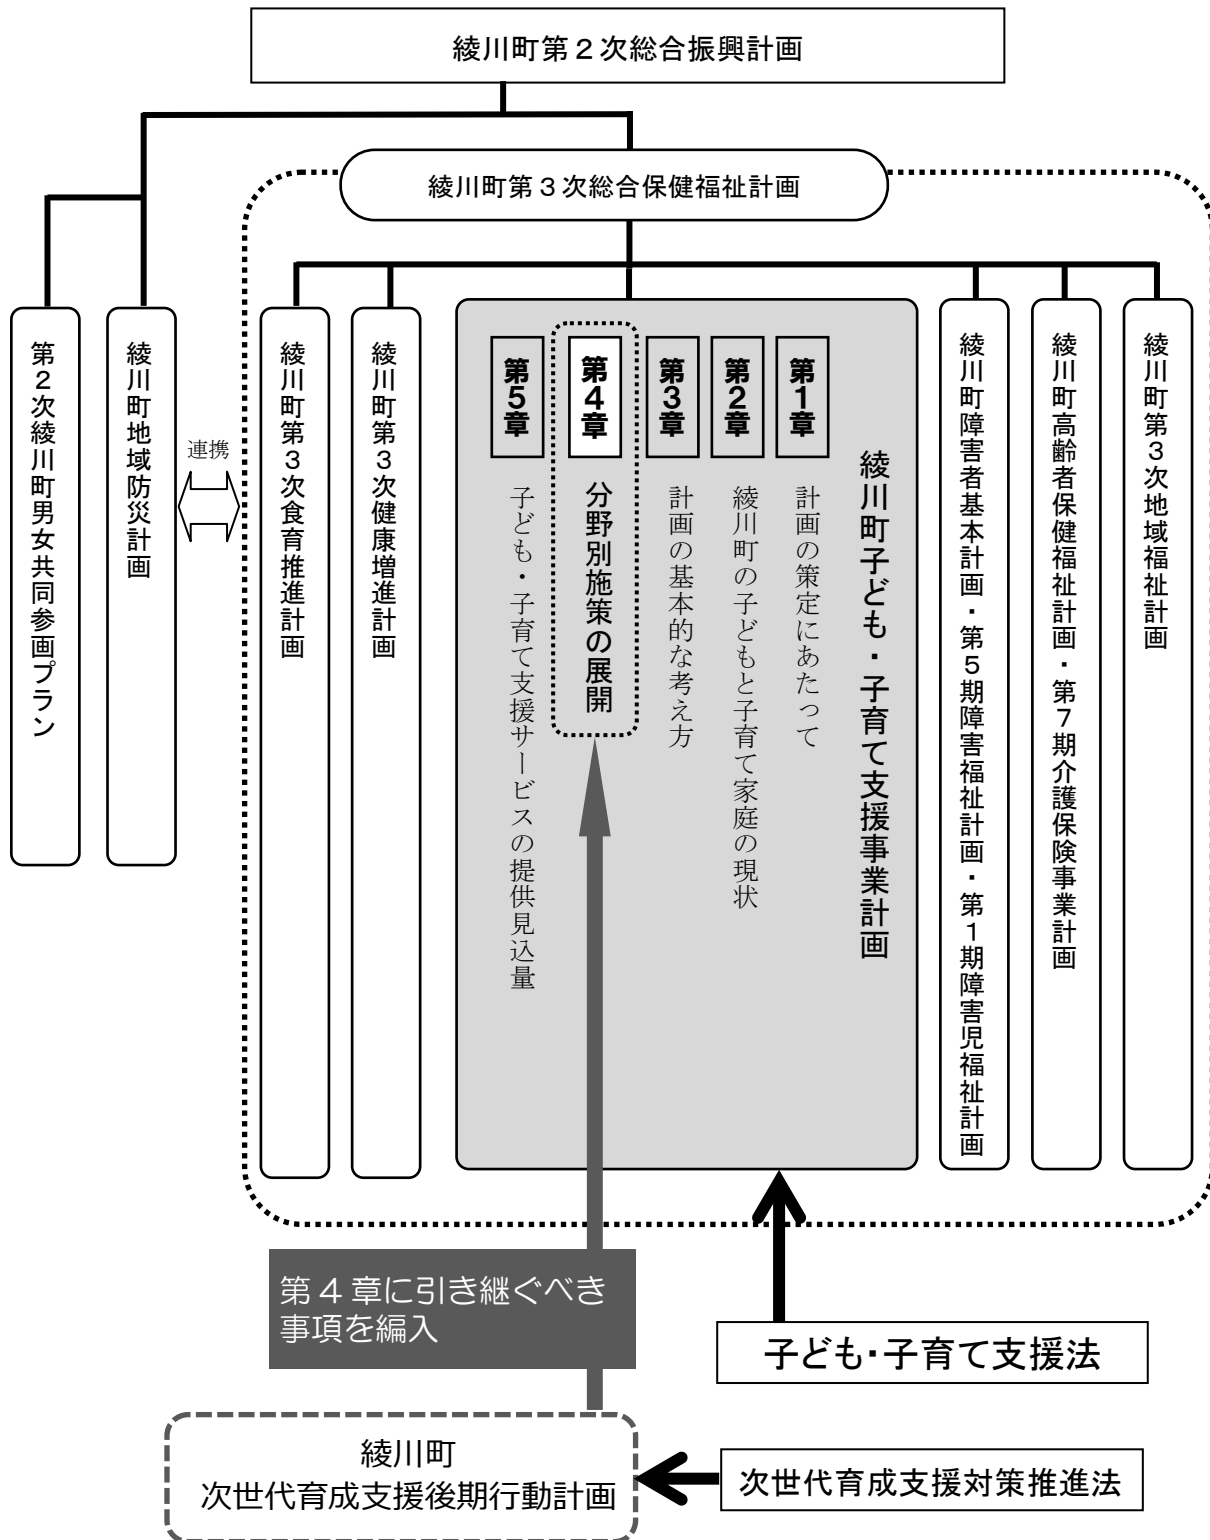 綾川町第２次総合振興計画
綾川町第３次総合保健福祉計画
綾川町第３次地域福祉計画
綾川町高齢者保健福祉計画・第７期介護保険事業計画
綾川町障害者基本計画・第５期障害福祉計画・第１期障害児福祉計画
綾川町子ども・子育て支援事業計画
第１章
計画の策定にあたって
第２章
綾川町の子どもと子育て家庭の現状
第３章
計画の基本的な考え方
第４章
分野別施策の展開
第５章
子ども・子育て支援サービスの提供見込量
綾川町第３次健康増進計画
綾川町第３次食育推進計画
連携
綾川町地域防災計画
第２次綾川町男女共同参画プラン
第４章に引き継ぐべき
事項を編入
子ども・子育て支援法
綾川町
次世代育成支援後期行動計画
次世代育成支援対策推進法